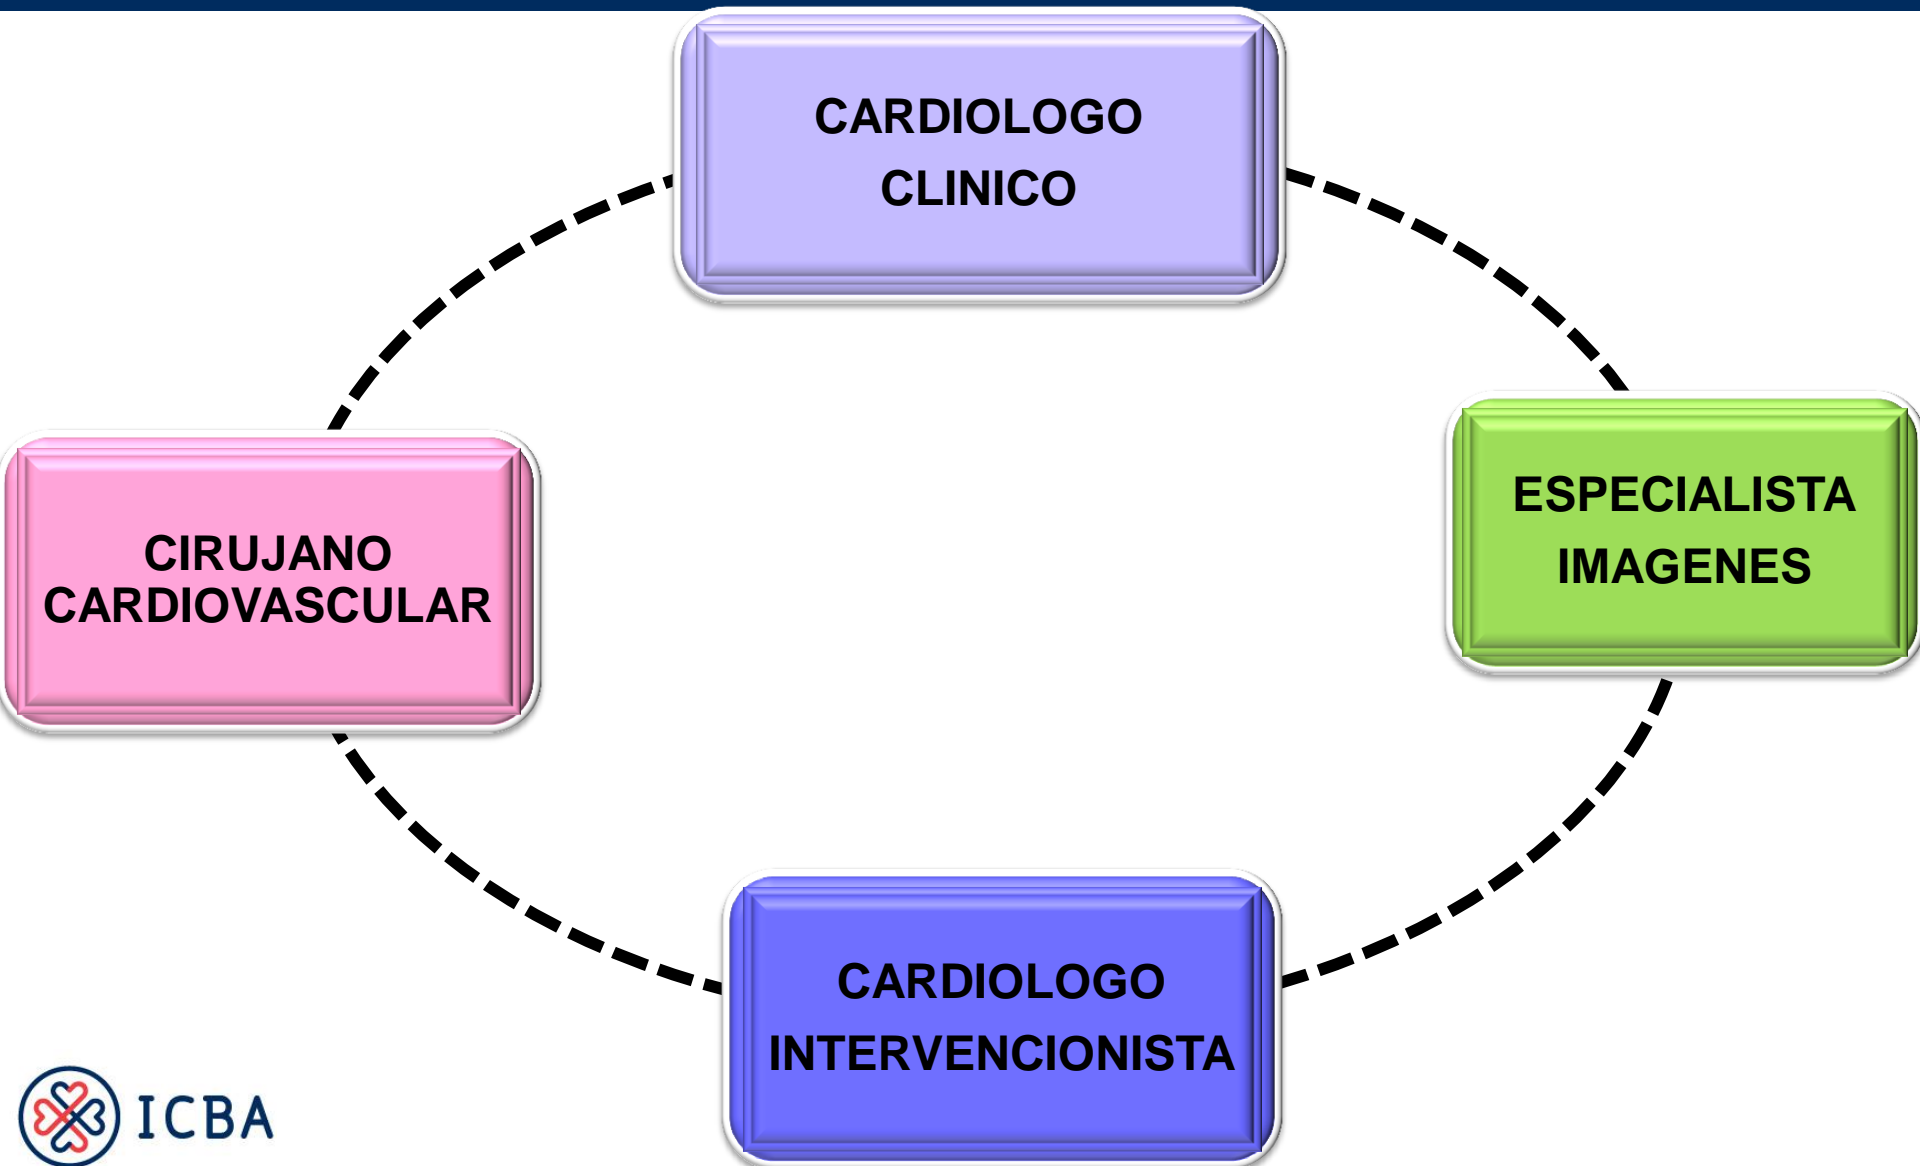 CARDIOLOGO
CLINICO
ESPECIALISTA
IMAGENES
CIRUJANO
CARDIOVASCULAR
CARDIOLOGO
INTERVENCIONISTA
ICBA